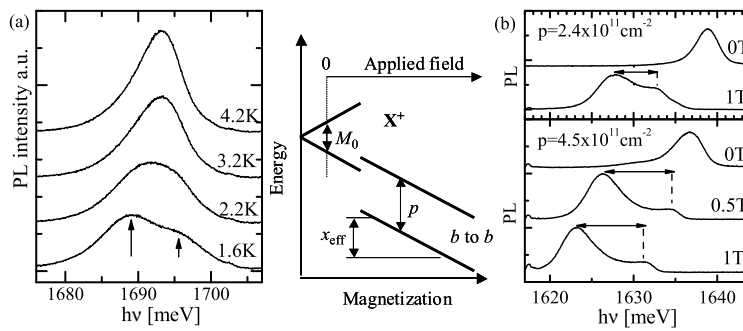 (a)
PL intensity a.u.
4.2K
3.2K
2.2K
1.6K
1680 1690 1700
hν [meV]
0
Applied field
X⁺
M₀
Energy
p
x_eff
b to b
Magnetization
(b)
p=2.4x10¹¹cm⁻²
0T
PL
1T
p=4.5x10¹¹cm⁻²
0T
0.5T
PL
1T
1620 1630 1640
hν [meV]